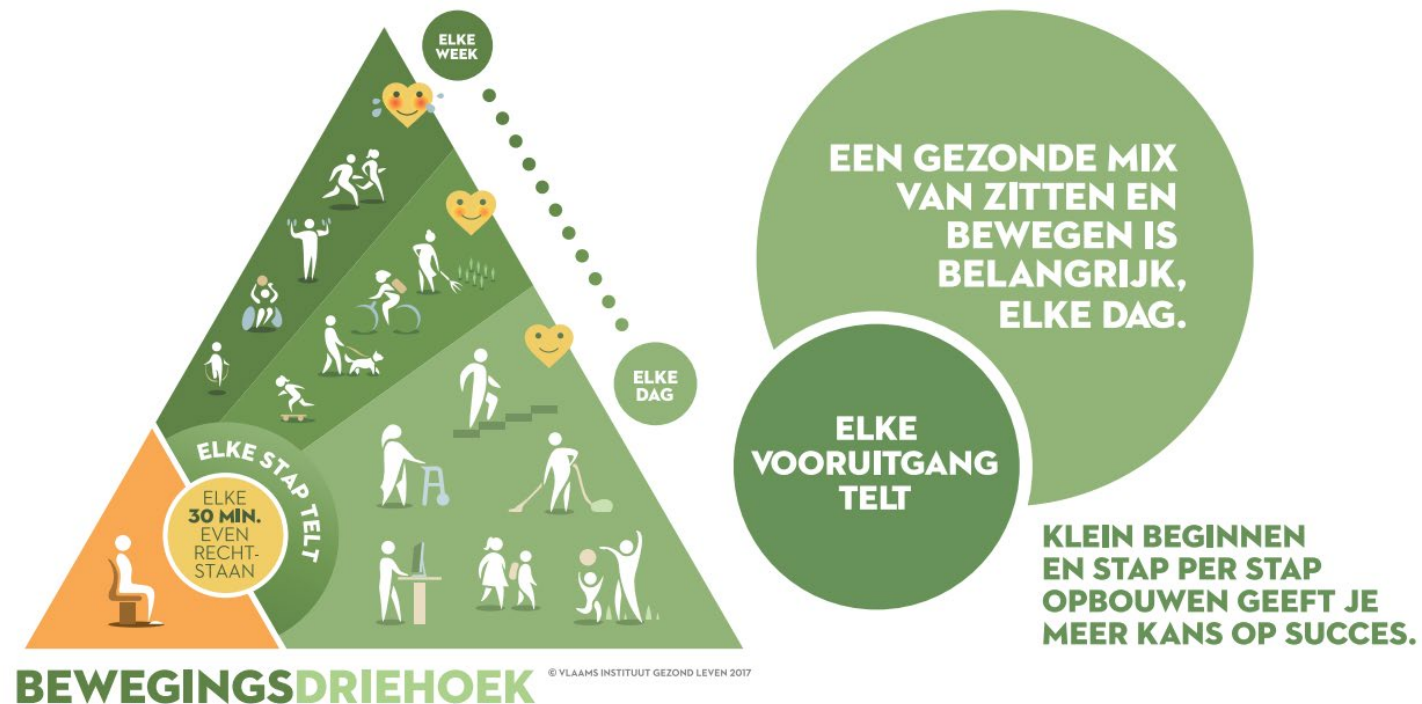 ELKE
WEEK
ELKE
DAG
ELKE STAP TELT
ELKE
30 MIN.
EVEN
RECHT-
STAAN
BEWEGINGSDRIEHOEK
© VLAAMS INSTITUUT GEZOND LEVEN 2017
EEN GEZONDE MIX
VAN ZITTEN EN
BEWEGEN IS
BELANGRIJK,
ELKE DAG.
ELKE
VOORUITGANG
TELT
KLEIN BEGINNEN
EN STAP PER STAP
OPBOUWEN GEEFT JE
MEER KANS OP SUCCES.